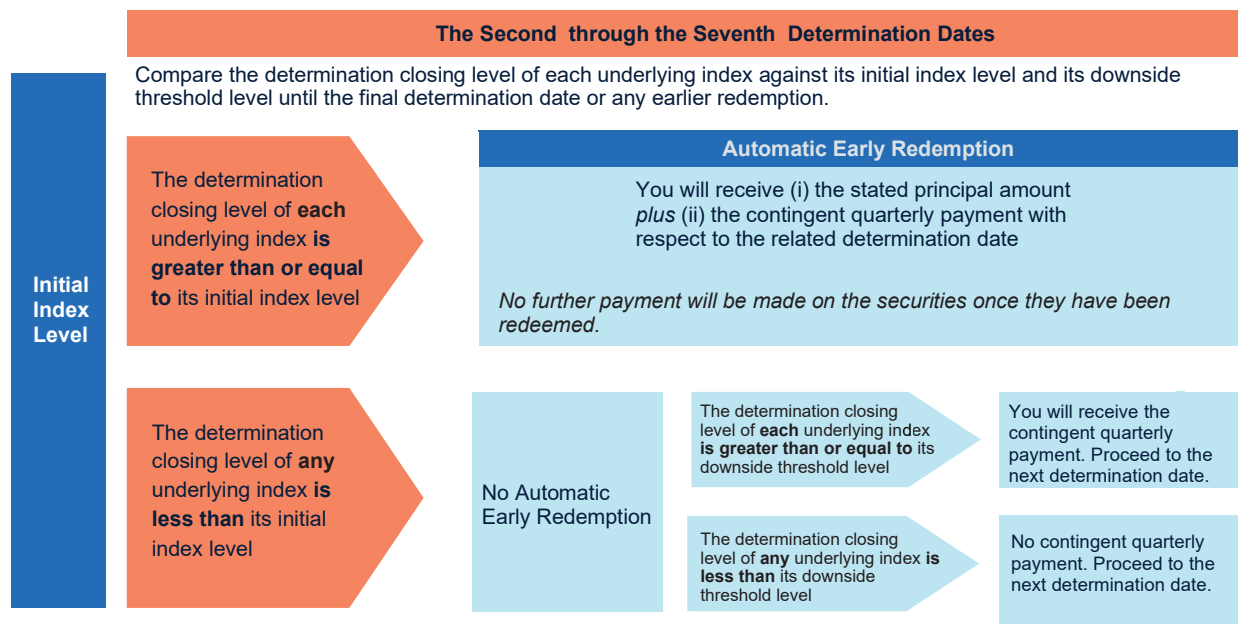 The Second through the Seventh Determination Dates
Compare the determination closing level of each underlying index against its initial index level and its downside
threshold level until the final determination date or any earlier redemption.
Initial
Index
Level
The determination
closing level of each
underlying index is
greater than or equal
to its initial index level
Automatic Early Redemption
You will receive (i) the stated principal amount
plus (ii) the contingent quarterly payment with
respect to the related determination date
No further payment will be made on the securities once they have been
redeemed.
The determination
closing level of any
underlying index is
less than its initial
index level
No Automatic
Early Redemption
The determination closing
level of each underlying index
is greater than or equal to its
downside threshold level
You will receive the
contingent quarterly
payment. Proceed to the
next determination date.
The determination closing
level of any underlying index is
less than its downside
threshold level
No contingent quarterly
payment. Proceed to the
next determination date.